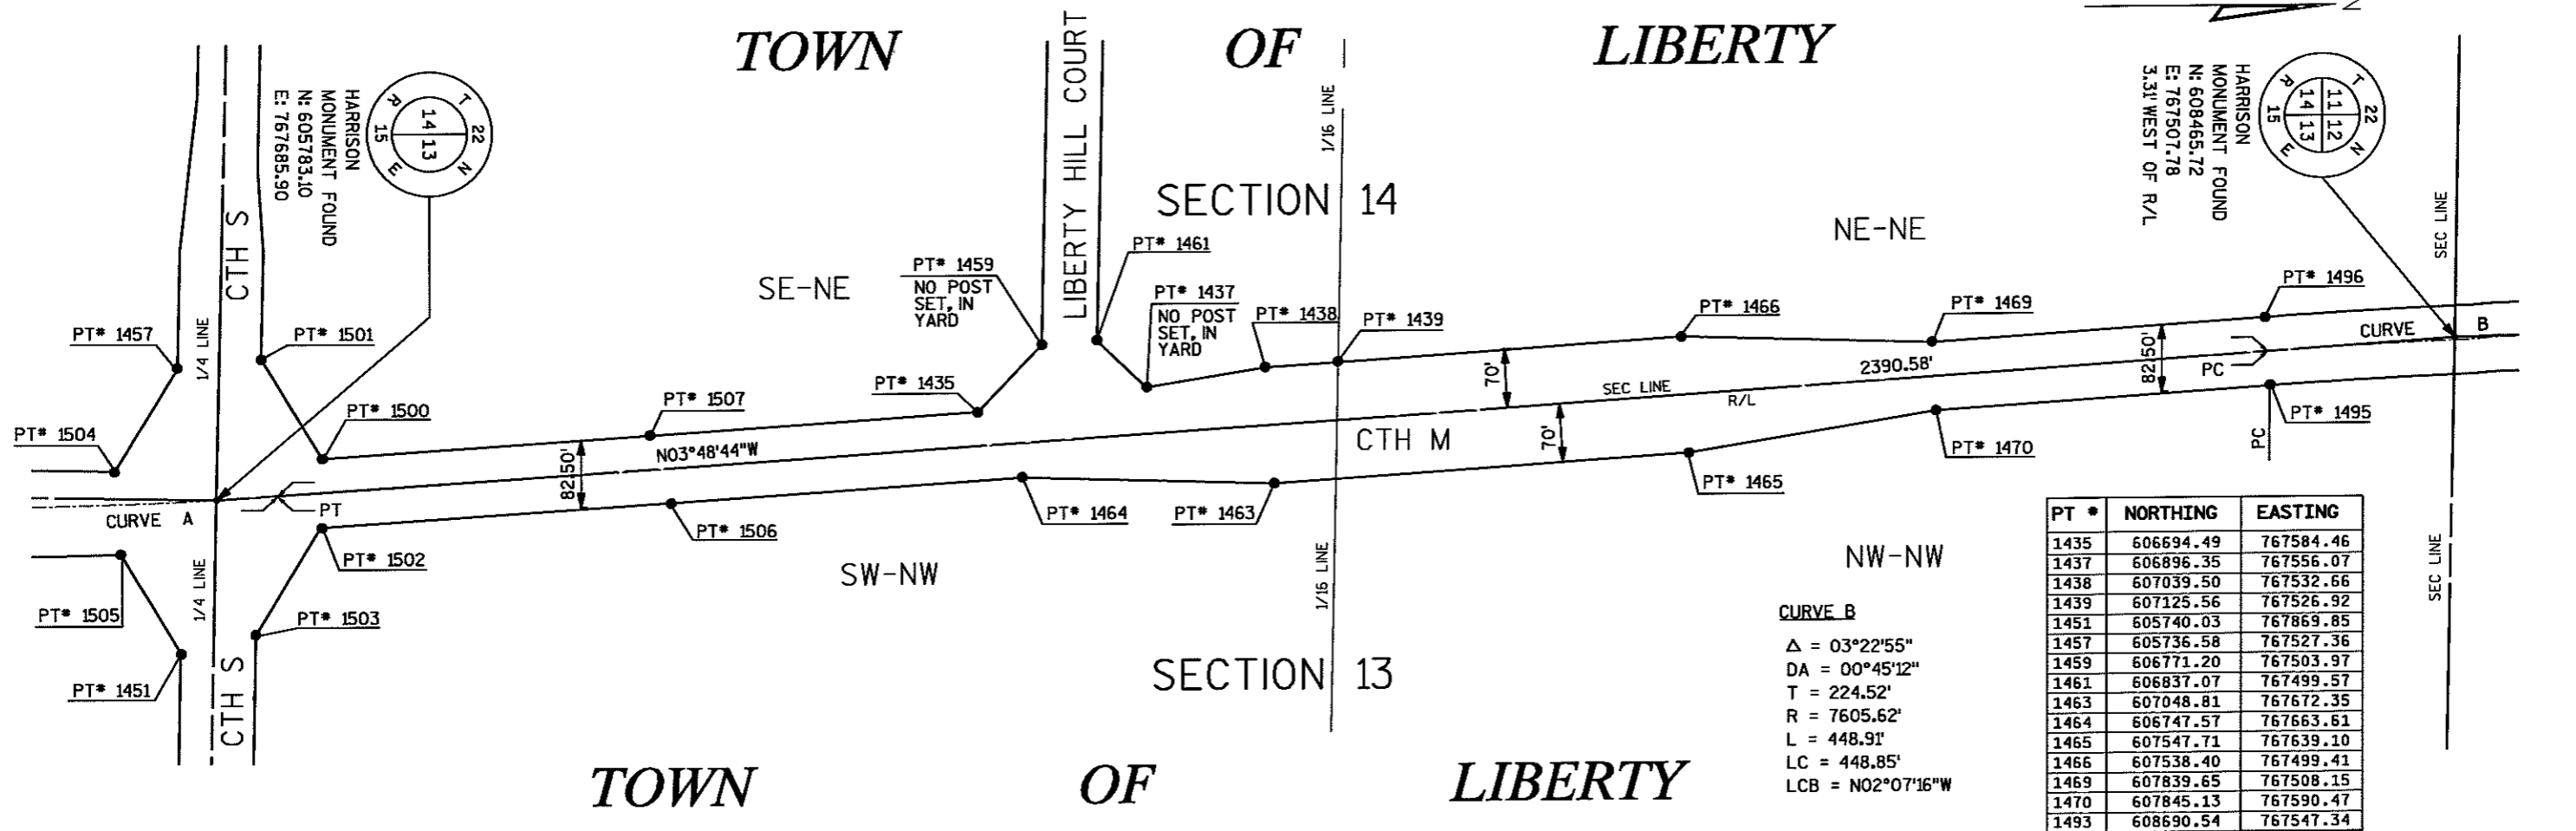 TOWN OF LIBERTY
Z
CTH S
1/4 LINE
T 22 N
R 15 E
14 13
HARRISON
MONUMENT FOUND
N: 605783.10
E: 767685.90
LIBERTY HILL COURT
1/16 LINE
SECTION 14
NE-NE
SE-NE
T 22 N
R 15 E
11 12
14 13
HARRISON
MONUMENT FOUND
N: 608465.72
E: 767507.78
3.31' WEST OF R/L
SEC LINE
PT# 1457
PT# 1501
PT# 1459
NO POST
SET, IN
YARD
PT# 1461
PT# 1437
NO POST
SET, IN
YARD
PT# 1438
PT# 1439
PT# 1466
PT# 1469
PT# 1496
PT# 1504
PT# 1500
PT# 1507
PT# 1435
70'
SEC LINE
R/L
2390.58'
82.50'
PC
CURVE B
N03°48'44"W
82.50'
CTH M
70'
CURVE A
PT
PT# 1502
PT# 1506
PT# 1464
PT# 1463
PT# 1465
PT# 1470
PC
PT# 1495
PT# 1505
1/4 LINE
PT# 1503
PT# 1451
CTH S
SW-NW
NW-NW
1/16 LINE
SEC LINE
SECTION 13
CURVE B
Δ = 03°22'55"
DA = 00°45'12"
T = 224.52'
R = 7605.62'
L = 448.91'
LC = 448.85'
LCB = N02°07'16"W
PT # NORTHING EASTING
1435 606694.49 767584.46
1437 606896.35 767556.07
1438 607039.50 767532.66
1439 607125.56 767526.92
1451 605740.03 767869.85
1457 605736.58 767527.36
1459 606771.20 767503.97
1461 606837.07 767499.57
1463 607048.81 767672.35
1464 606747.57 767663.61
1465 607547.71 767639.10
1466 607538.40 767499.41
1469 607839.65 767508.15
1470 607845.13 767590.47
1493 608690.54 767547.34
TOWN OF LIBERTY